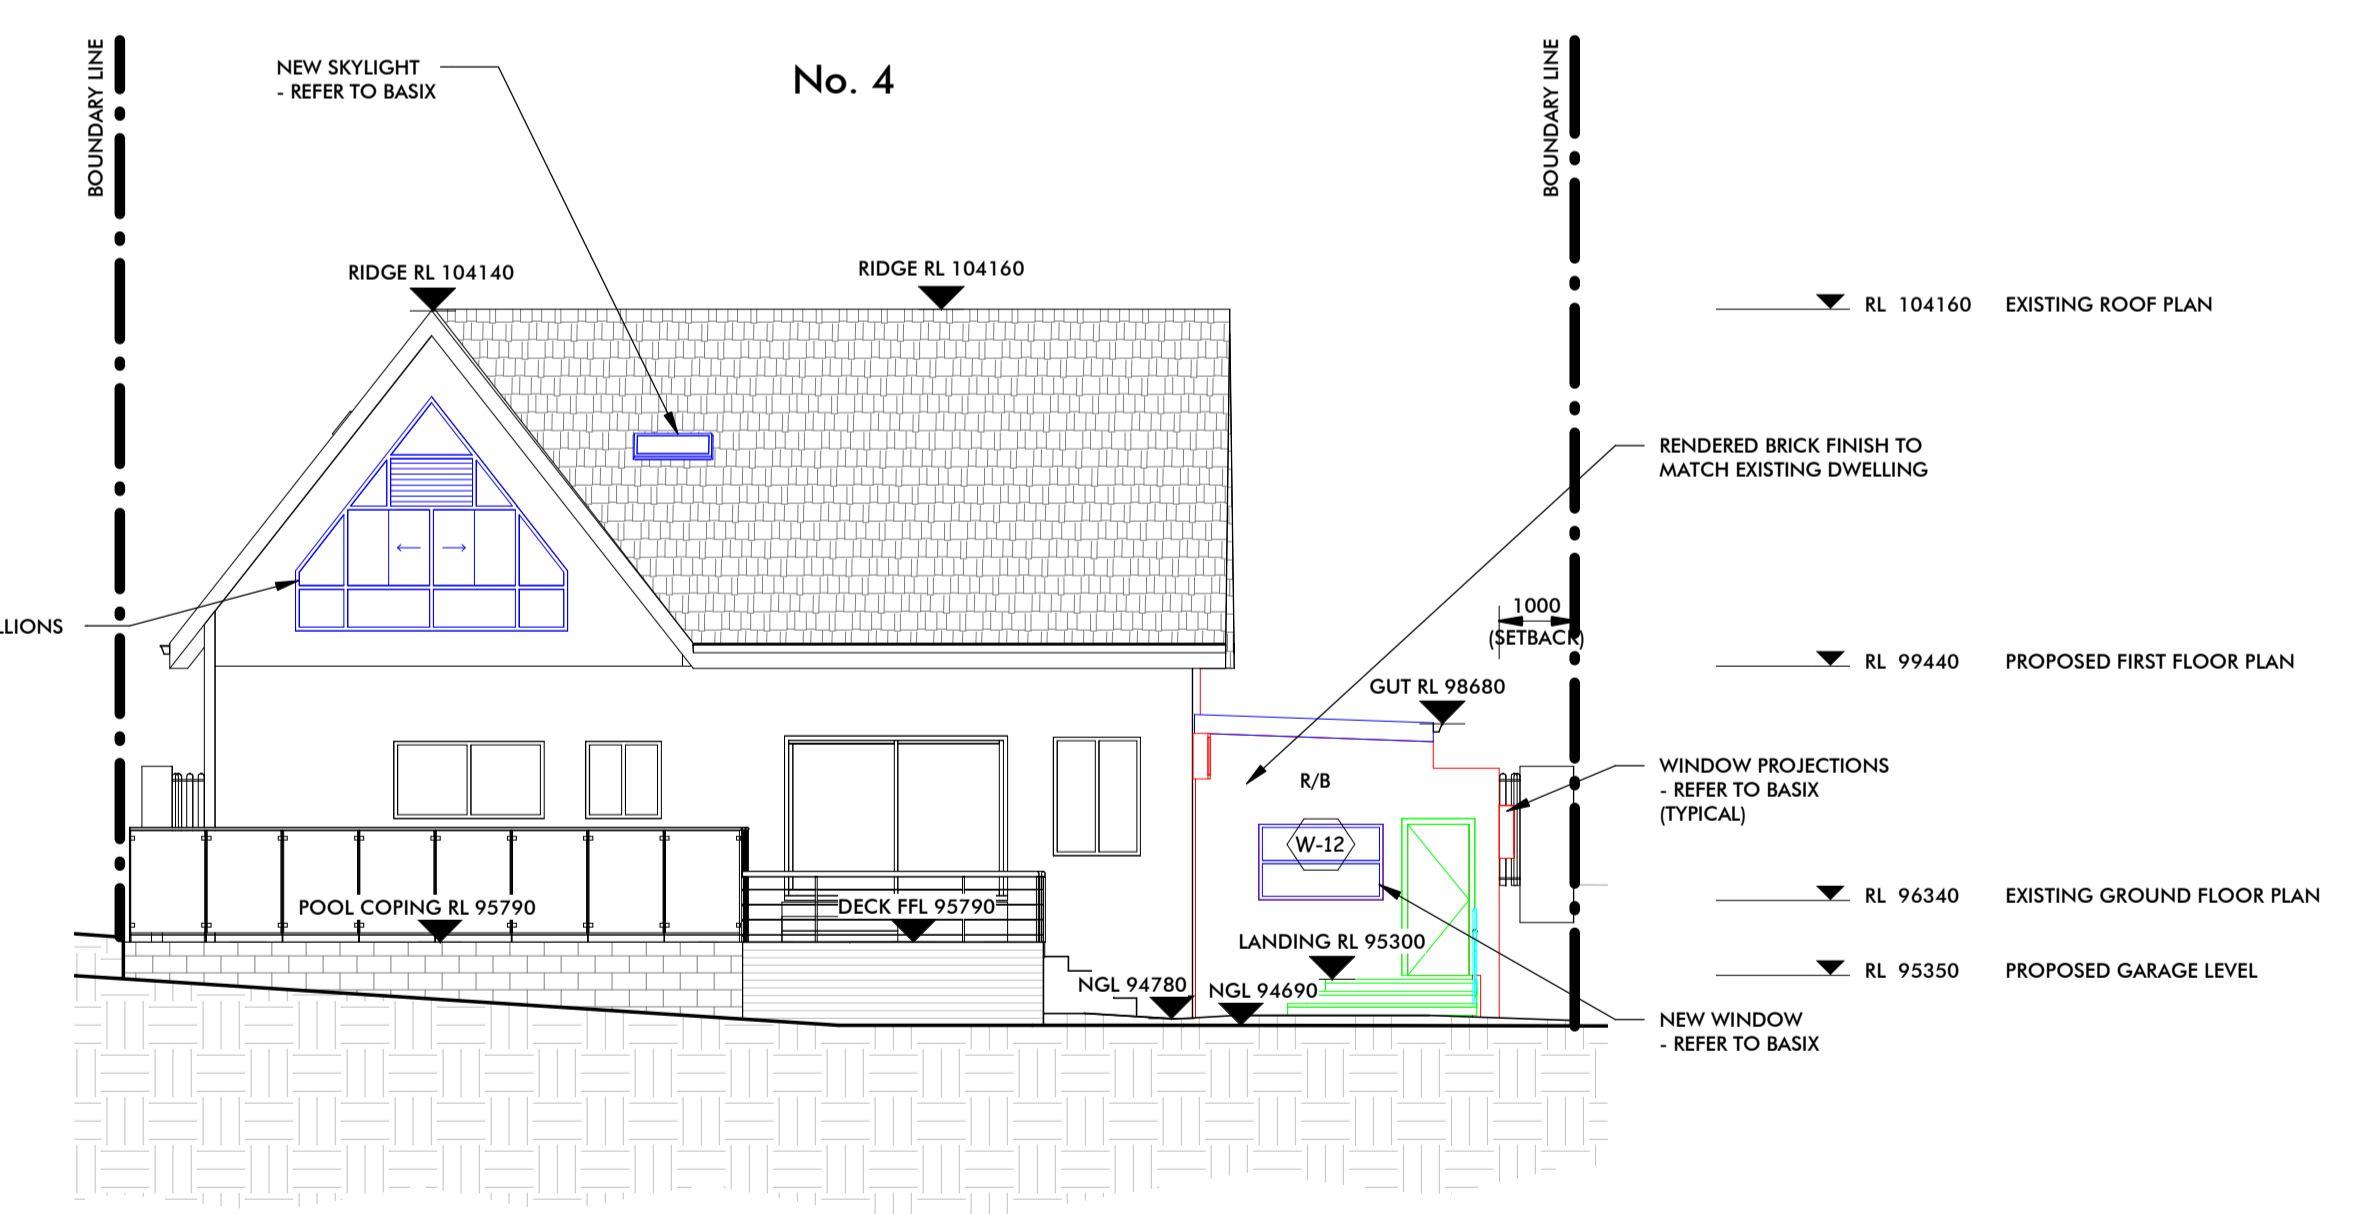 BOUNDARY LINE
NEW SKYLIGHT
- REFER TO BASIX
No. 4
BOUNDARY LINE
RIDGE RL 104140
RIDGE RL 104160
RL 104160 EXISTING ROOF PLAN
RENDERED BRICK FINISH TO
MATCH EXISTING DWELLING
1000
(SETBACK)
LLIONS
RL 99440 PROPOSED FIRST FLOOR PLAN
GUT RL 98680
WINDOW PROJECTIONS
- REFER TO BASIX
(TYPICAL)
R/B
W-12
RL 96340 EXISTING GROUND FLOOR PLAN
POOL COPING RL 95790
DECK FFL 95790
LANDING RL 95300
RL 95350 PROPOSED GARAGE LEVEL
NGL 94780
NGL 94690
NEW WINDOW
- REFER TO BASIX